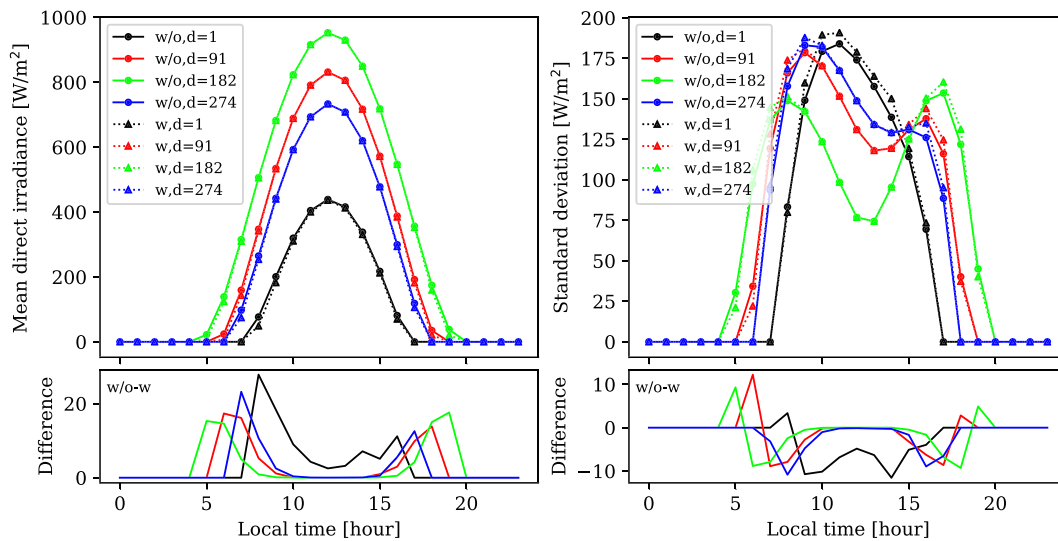 Mean direct irradiance [W/m²]
1000
800
600
400
200
0
w/o,d=1
w/o,d=91
w/o,d=182
w/o,d=274
w,d=1
w,d=91
w,d=182
w,d=274
Difference
20
0
w/o-w
0 5 10 15 20
Local time [hour]
Standard deviation [W/m²]
200
175
150
125
100
75
50
25
0
w/o,d=1
w/o,d=91
w/o,d=182
w/o,d=274
w,d=1
w,d=91
w,d=182
w,d=274
Difference
10
0
−10
w/o-w
0 5 10 15 20
Local time [hour]